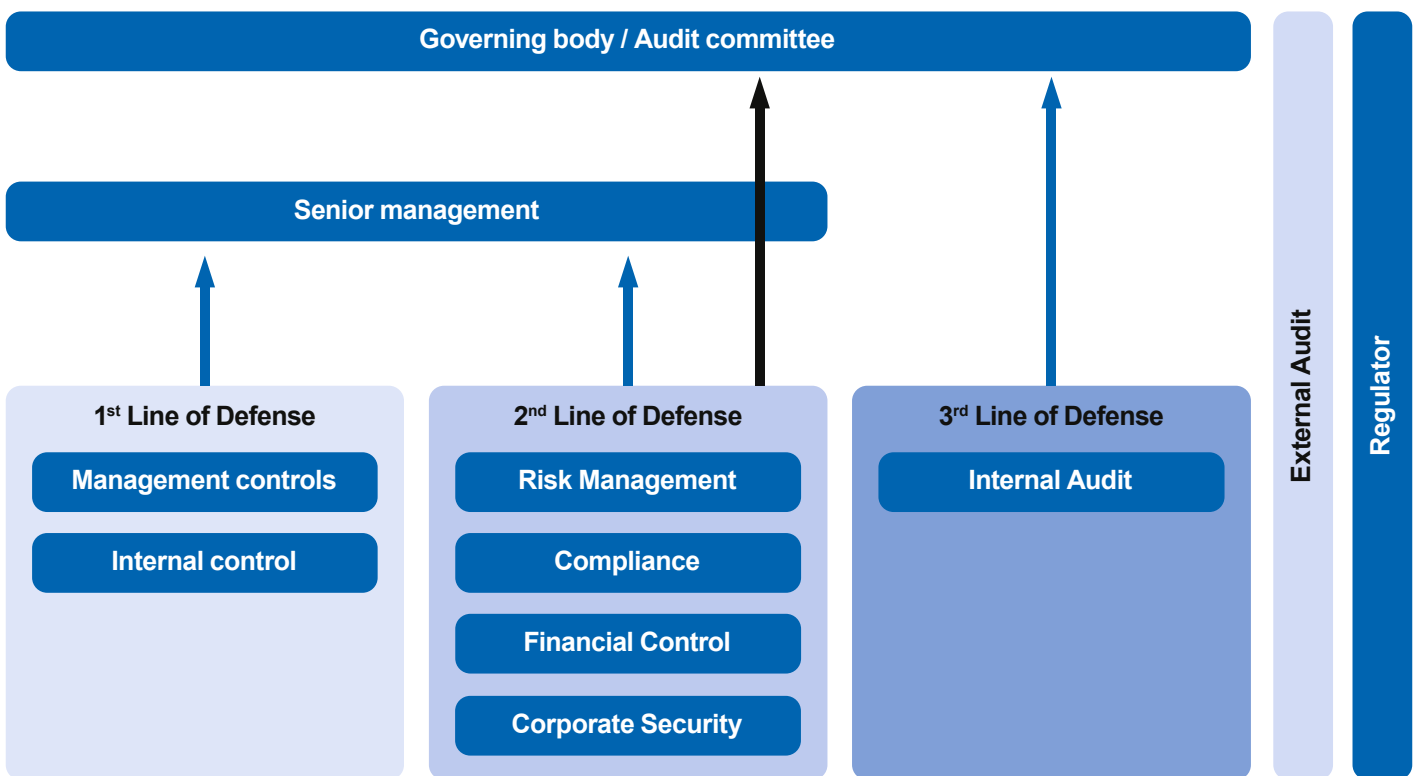 Governing body / Audit committee
Senior management
1st Line of Defense
Management controls
Internal control
2nd Line of Defense
Risk Management
Compliance
Financial Control
Corporate Security
3rd Line of Defense
Internal Audit
External Audit
Regulator